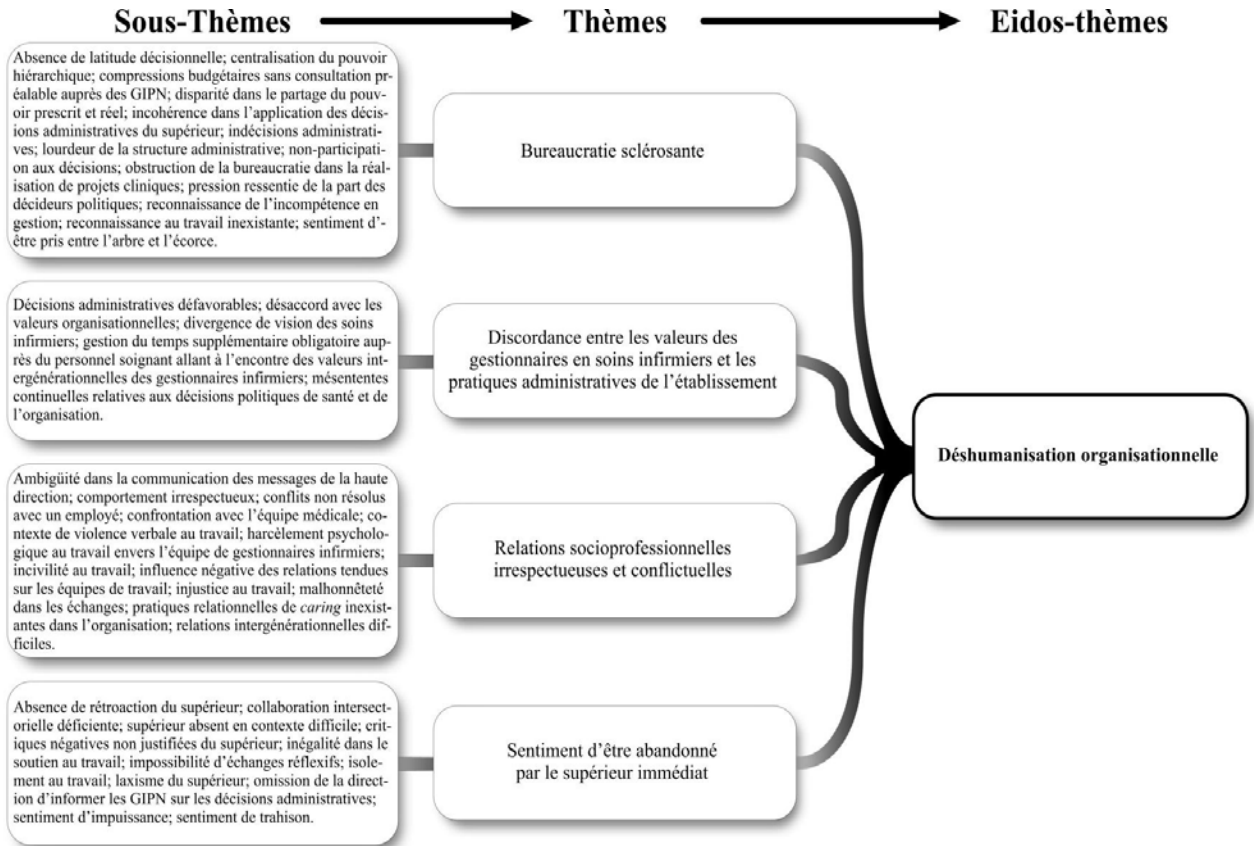 Sous-Thèmes
Thèmes
Eidos-thèmes
Absence de latitude décisionnelle; centralisation du pouvoir
hiérarchique; compressions budgétaires sans consultation pr-
éalable auprès des GIPN; disparité dans le partage du pouv-
oir prescrit et réel; incohérence dans l'application des décis-
ions administratives du supérieur; indécisions administrati-
ves; lourdeur de la structure administrative; non-participati-
on aux décisions; obstruction de la bureaucratie dans la réal-
isation de projets cliniques; pression ressentie de la part des
décideurs politiques; reconnaissance de l'incompétence en
gestion; reconnaissance au travail inexistante; sentiment d'-
être pris entre l'arbre et l'écorce.
Bureaucratie sclérosante
Décisions administratives défavorables; désaccord avec les
valeurs organisationnelles; divergence de vision des soins
infirmiers; gestion du temps supplémentaire obligatoire aup-
rès du personnel soignant allant à l'encontre des valeurs int-
ergénérationnelles des gestionnaires infirmiers; mésententes
continuelles relatives aux décisions politiques de santé et de
l'organisation.
Discordance entre les valeurs des
gestionnaires en soins infirmiers et les
pratiques administratives de l'établissement
Déshumanisation organisationnelle
Ambigüité dans la communication des messages de la haute
direction; comportement irrespectueux; conflits non résolus
avec un employé; confrontation avec l'équipe médicale; co-
ntexte de violence verbale au travail; harcèlement psycholo-
gique au travail envers l'équipe de gestionnaires infirmiers;
incivilité au travail; influence négative des relations tendues
sur les équipes de travail; injustice au travail; malhonnêteté
dans les échanges; pratiques relationnelles de caring inexist-
antes dans l'organisation; relations intergénérationnelles dif-
ficiles.
Relations socioprofessionnelles
irrespectueuses et conflictuelles
Absence de rétroaction du supérieur; collaboration intersect-
orielle déficiente; supérieur absent en contexte difficile; crit-
iques négatives non justifiées du supérieur; inégalité dans le
soutien au travail; impossibilité d'échanges réflexifs; isole-
ment au travail; laxisme du supérieur; omission de la direct-
ion d'informer les GIPN sur les décisions administratives;
sentiment d'impuissance; sentiment de trahison.
Sentiment d'être abandonné
par le supérieur immédiat